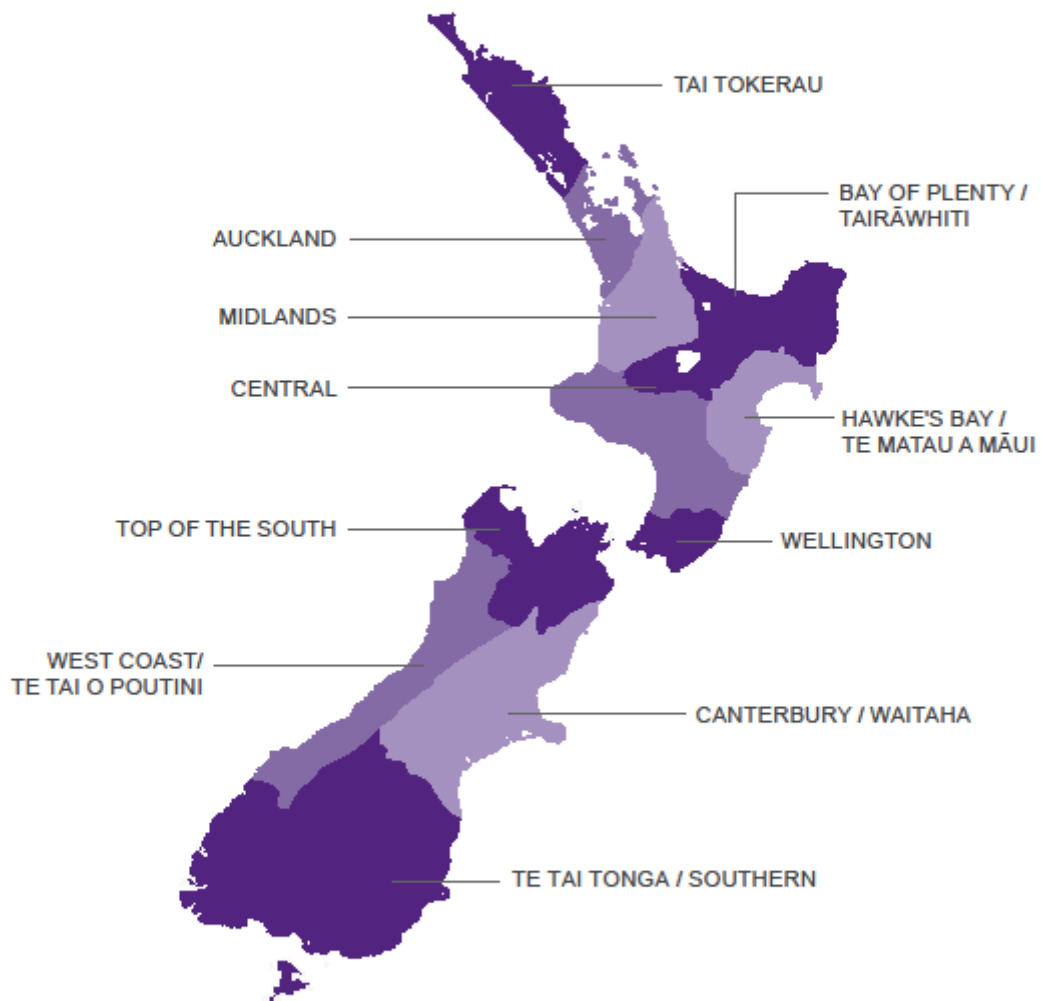 TAI TOKERAU
BAY OF PLENTY /
TAIRĀWHITI
AUCKLAND
MIDLANDS
CENTRAL
HAWKE'S BAY /
TE MATAU A MĀUI
TOP OF THE SOUTH
WELLINGTON
WEST COAST/
TE TAI O POUTINI
CANTERBURY / WAITAHA
TE TAI TONGA / SOUTHERN